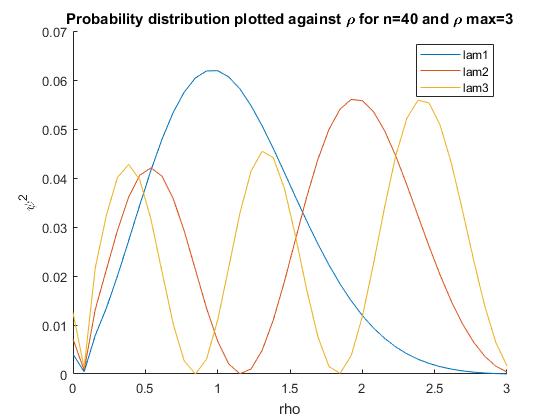 Probability distribution plotted against ρ for n=40 and ρ max=3
0.07
0.06
0.05
0.04
0.03
0.02
0.01
0
ψ²
lam1
lam2
lam3
0 0.5 1 1.5 2 2.5 3
rho